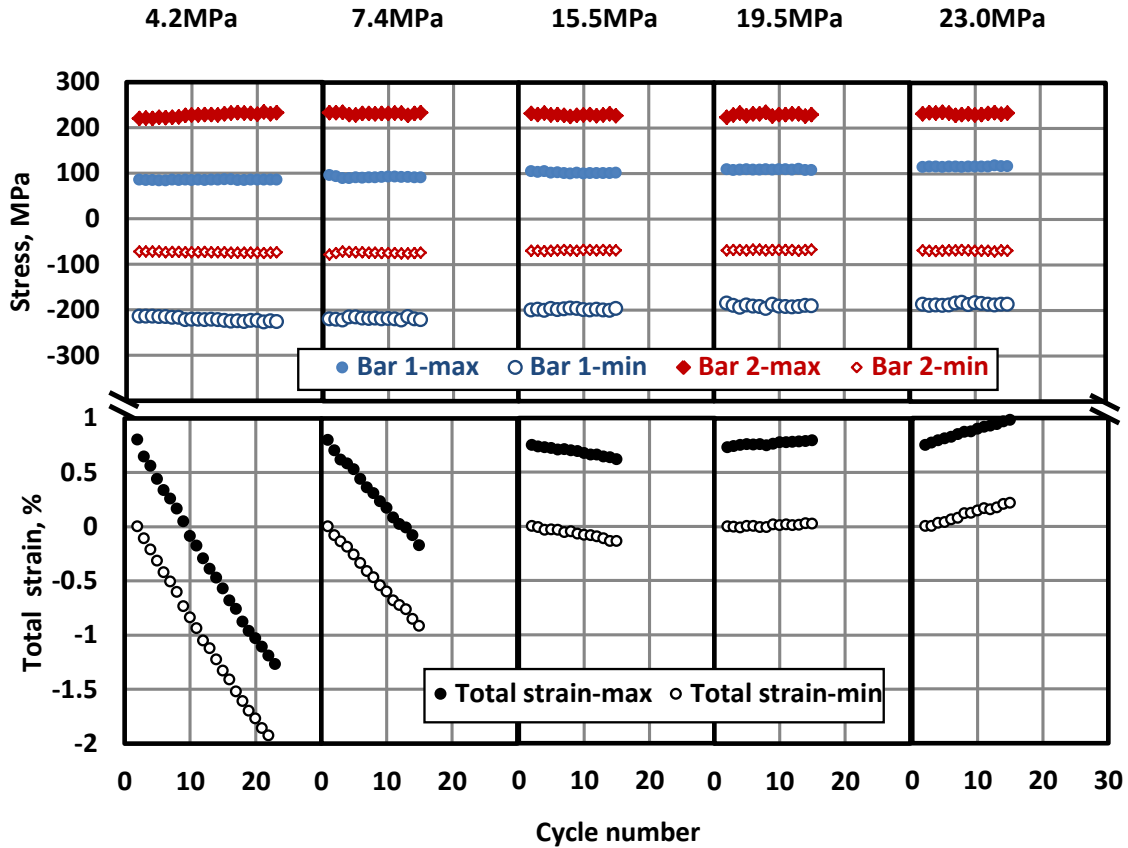 4.2MPa 7.4MPa 15.5MPa 19.5MPa 23.0MPa
300
200
100
0
-100
-200
-300
Stress, MPa
Bar 1-max Bar 1-min Bar 2-max Bar 2-min
1
0.5
0
-0.5
-1
-1.5
-2
Total strain, %
Total strain-max Total strain-min
0 10 20 0 10 20 0 10 20 0 10 20 0 10 20 30
Cycle number